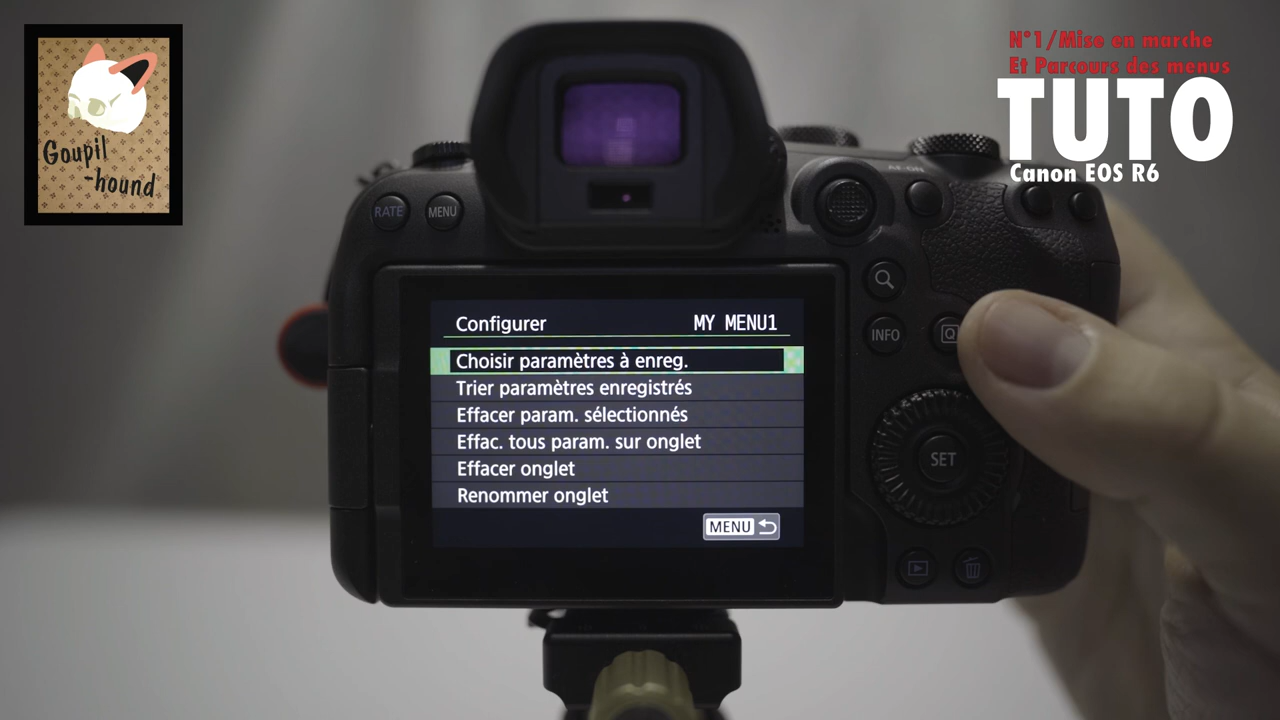 Goupil
-hound
N°1/Mise en marche
Et Parcours des menus
TUTO
Canon EOS R6
RATE
MENU
AF-ON
INFO
Q
SET
Configurer MY MENU1
Choisir paramètres à enreg.
Trier paramètres enregistrés
Effacer param. sélectionnés
Effac. tous param. sur onglet
Effacer onglet
Renommer onglet
MENU